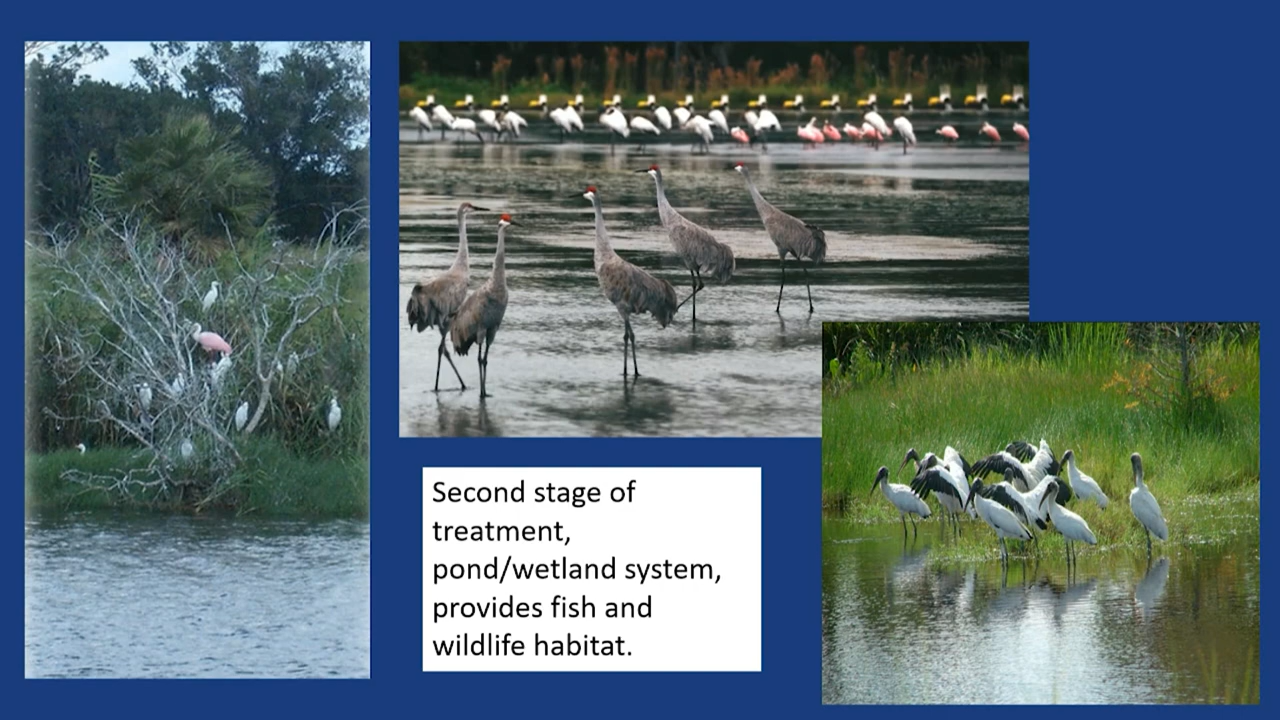 Second stage of
treatment,
pond/wetland system,
provides fish and
wildlife habitat.